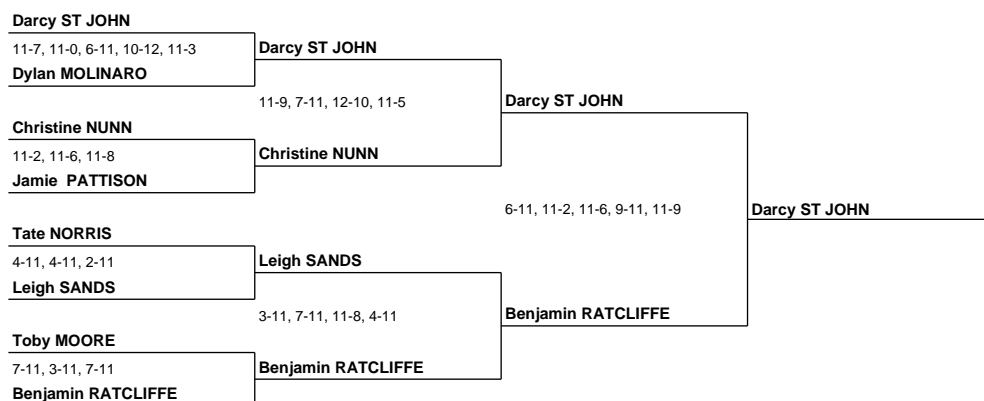 Darcy ST JOHN
11-7, 11-0, 6-11, 10-12, 11-3
Dylan MOLINARO
Darcy ST JOHN
11-9, 7-11, 12-10, 11-5
Christine NUNN
11-2, 11-6, 11-8
Jamie  PATTISON
Christine NUNN
Darcy ST JOHN
6-11, 11-2, 11-6, 9-11, 11-9
Darcy ST JOHN
Tate NORRIS
4-11, 4-11, 2-11
Leigh SANDS
Leigh SANDS
3-11, 7-11, 11-8, 4-11
Benjamin RATCLIFFE
Toby MOORE
7-11, 3-11, 7-11
Benjamin RATCLIFFE
Benjamin RATCLIFFE